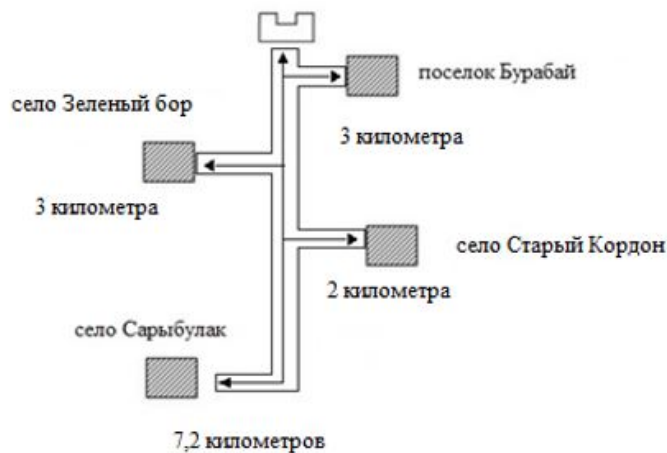 поселок Бурабай
село Зеленый бор
3 километра
3 километра
село Старый Кордон
2 километра
село Сарыбулак
7,2 километров